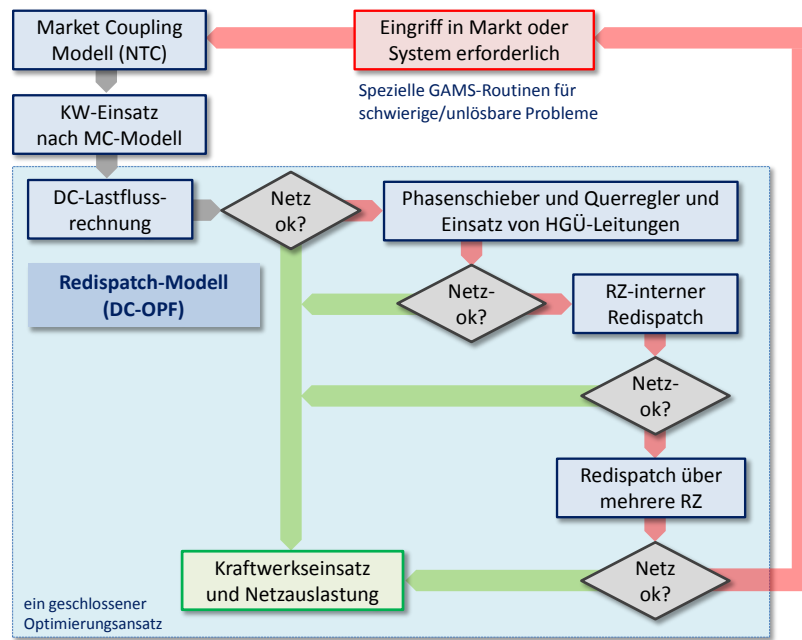 Market Coupling
Modell (NTC)
Eingriff in Markt oder
System erforderlich
Spezielle GAMS-Routinen für
schwierige/unlösbare Probleme
KW-Einsatz
nach MC-Modell
DC-Lastfluss-
rechnung
Netz
ok?
Phasenschieber und Querregler und
Einsatz von HGÜ-Leitungen
Redispatch-Modell
(DC-OPF)
Netz-
ok?
RZ-interner
Redispatch
Netz-
ok?
Redispatch über
mehrere RZ
Kraftwerkseinsatz
und Netzauslastung
Netz
ok?
ein geschlossener
Optimierungsansatz